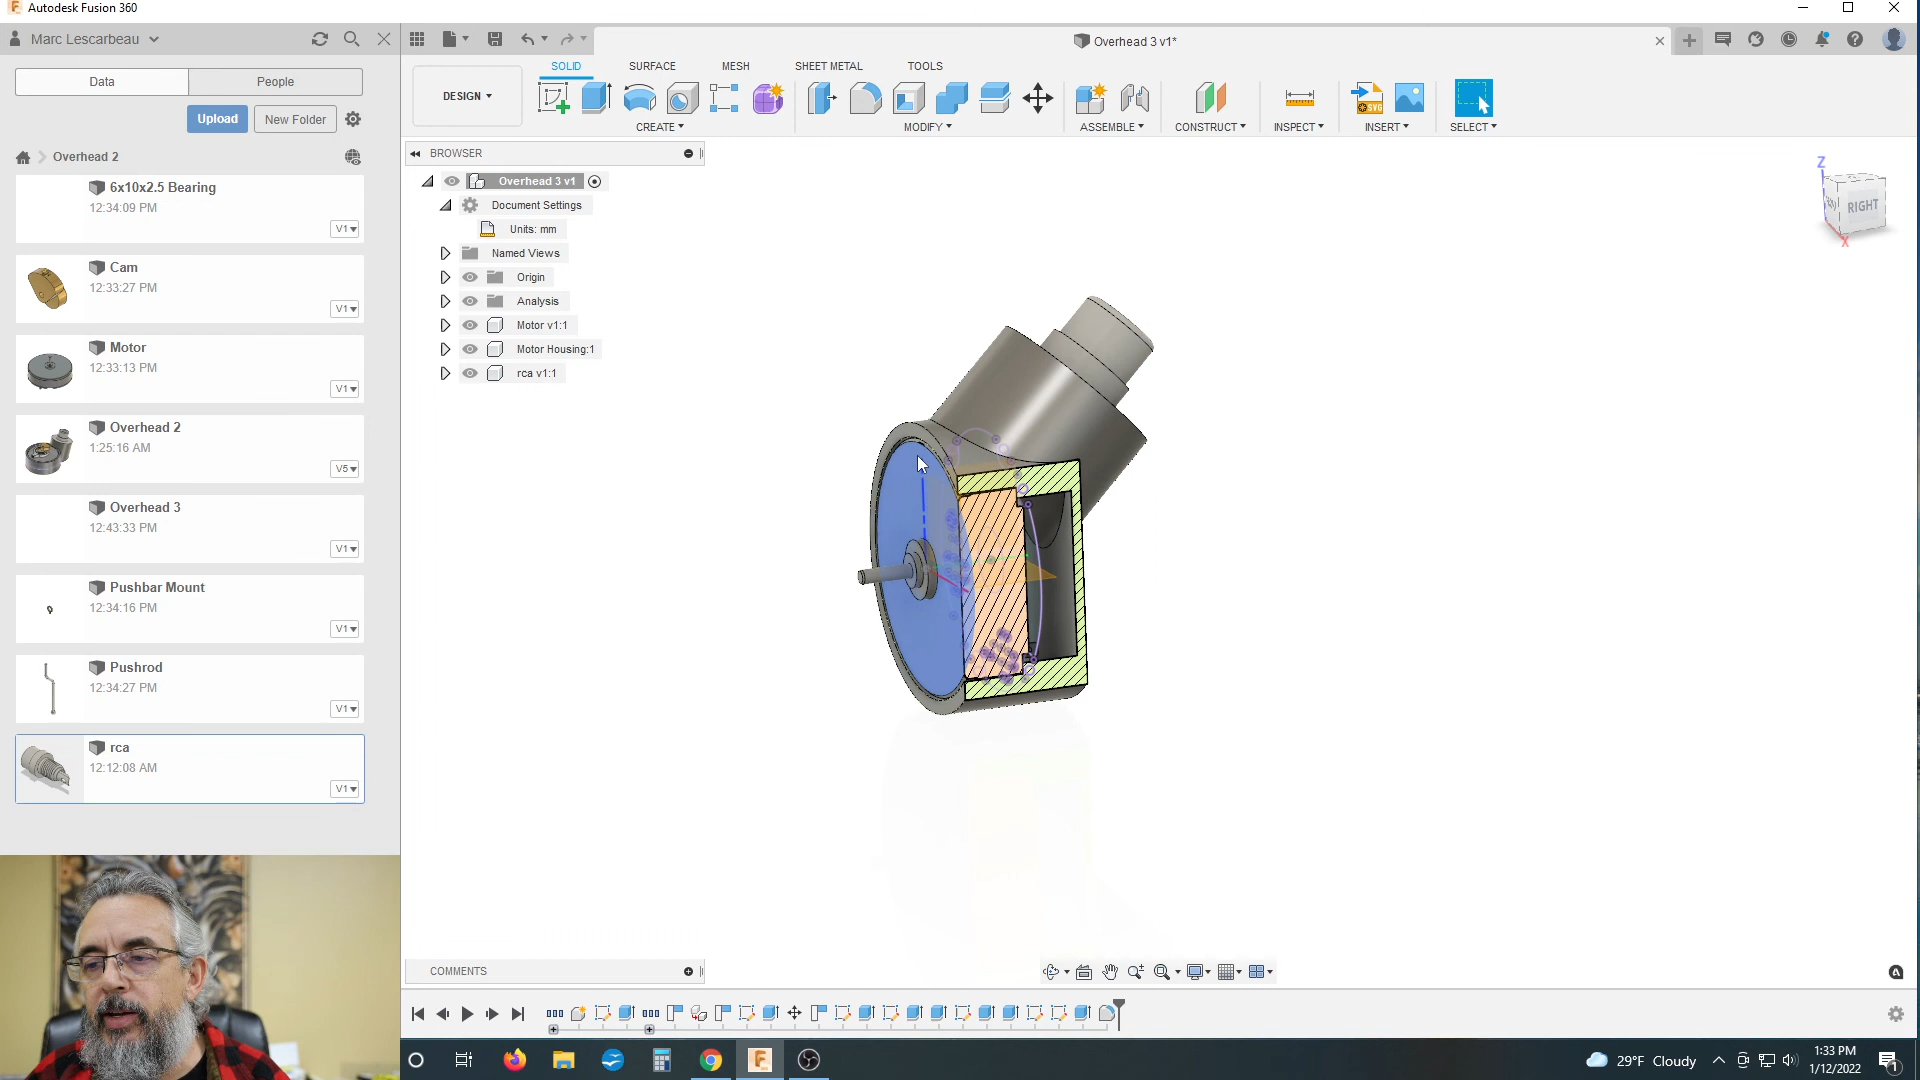 Autodesk Fusion 360
Marc Lescarbeau
Overhead 3 v1*
Data
People
SOLID
SURFACE
MESH
SHEET METAL
TOOLS
DESIGN
Upload
New Folder
CREATE
MODIFY
ASSEMBLE
CONSTRUCT
INSPECT
INSERT
SELECT
Overhead 2
BROWSER
6x10x2.5 Bearing
12:34:09 PM
V1
Cam
12:33:27 PM
V1
Motor
12:33:13 PM
V1
Overhead 2
1:25:16 AM
V5
Overhead 3
12:43:33 PM
V1
Pushbar Mount
12:34:16 PM
V1
Pushrod
12:34:27 PM
V1
rca
12:12:08 AM
V1
Overhead 3 v1
Document Settings
Units: mm
Named Views
Origin
Analysis
Motor v1:1
Motor Housing:1
rca v1:1
Z
RIGHT
X
COMMENTS
29°F Cloudy
1:33 PM
1/12/2022
1